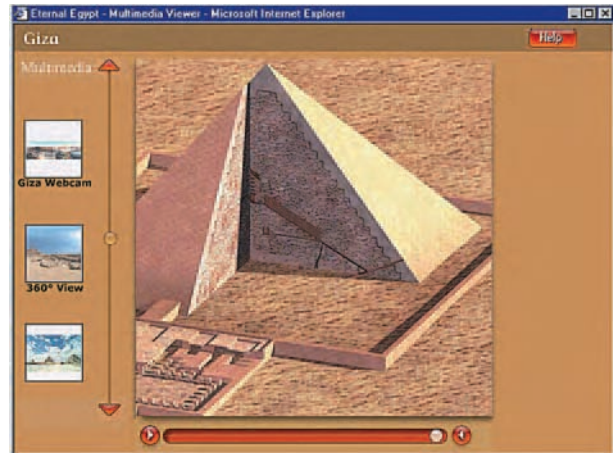 Eternal Egypt - Multimedia Viewer - Microsoft Internet Explorer
Giza
Help
Multimedia
Giza Webcam
360° View